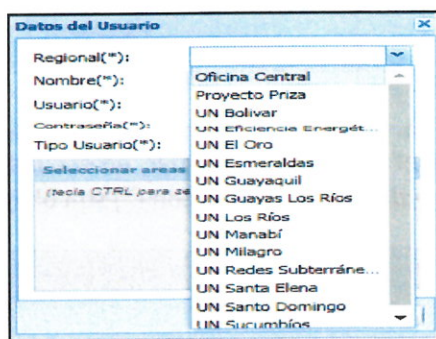 Datos del Usuario
Regional(*):
Nombre(*):
Usuario(*):
Contraseña(*):
Tipo Usuario(*):
Seleccionar areas
(tecla CTRL para se
Oficina Central
Proyecto Priza
UN Bolivar
UN Eficiencia Energét...
UN El Oro
UN Esmeraldas
UN Guayaquil
UN Guayas Los Ríos
UN Los Ríos
UN Manabí
UN Milagro
UN Redes Subterráne...
UN Santa Elena
UN Santo Domingo
UN Sucumbíos